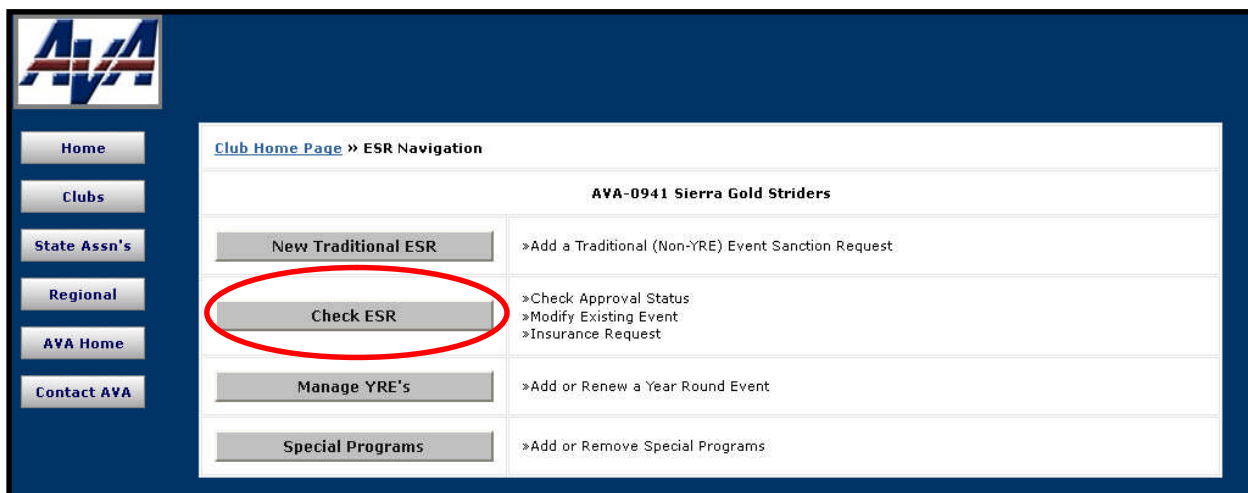 AVA
Home
Clubs
State Assn's
Regional
AVA Home
Contact AVA
Club Home Page » ESR Navigation
AVA-0941 Sierra Gold Striders
New Traditional ESR
»Add a Traditional (Non-YRE) Event Sanction Request
Check ESR
»Check Approval Status
»Modify Existing Event
»Insurance Request
Manage YRE's
»Add or Renew a Year Round Event
Special Programs
»Add or Remove Special Programs